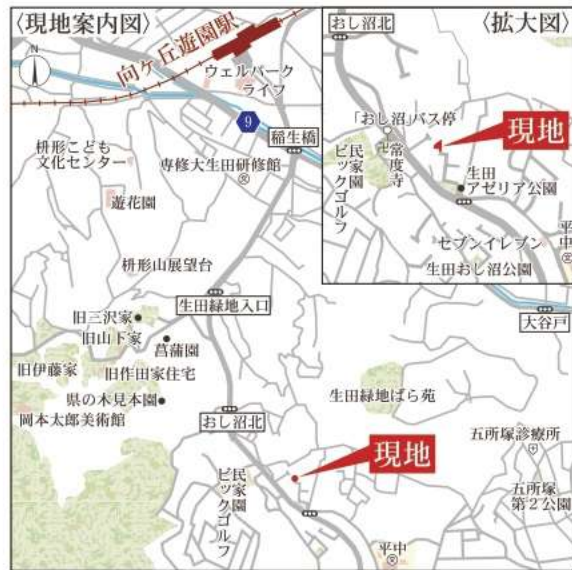 〈現地案内図〉
N
向ヶ丘遊園駅
ウェルパーク
ライフ
9
稲生橋
枡形こども
文化センター
専修大生田研修館
遊花園
枡形山展望台
生田緑地入口
旧三沢家
旧山下家
菖蒲園
旧伊藤家
旧作田家住宅
県の木見本園
岡本太郎美術館
おし沼北
生田緑地ばら苑
現地
民家園
ビックゴルフ
平中
五所塚診療所
五所塚
第2公園
大谷戸
〈拡大図〉
おし沼北
「おし沼」バス停
現地
卍常度寺
民家園
ビックゴルフ
生田
アゼリア公園
セブンイレブン
生田おし沼公園
平中